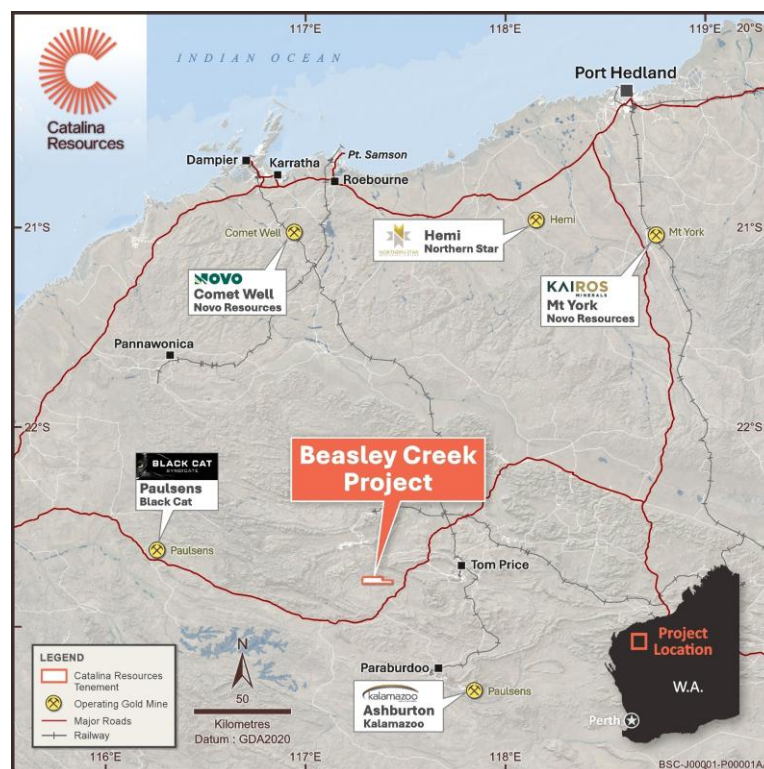 117°E
118°E
119°E
20°S
INDIAN OCEAN
Catalina
Resources
Port Hedland
Dampier
Karratha
Pt. Samson
Roebourne
21°S
21°S
Comet Well
NOVO
Comet Well
Novo Resources
NORTHERN STAR
Hemi
Northern Star
Hemi
Mt York
KAIROS
MINERALS
Mt York
Novo Resources
Pannawonica
22°S
22°S
Beasley Creek
Project
BLACK CAT
SYNDICATE
Paulsens
Black Cat
Paulsens
Tom Price
Paraburdoo
kalamazoo
Ashburton
Kalamazoo
Paulsens
Project
Location
W.A.
Perth
LEGEND
Catalina Resources
Tenement
Operating Gold Mine
Major Roads
Railway
N
50
Kilometres
Datum : GDA2020
116°E
117°E
118°E
BSC-J00001-P00001A